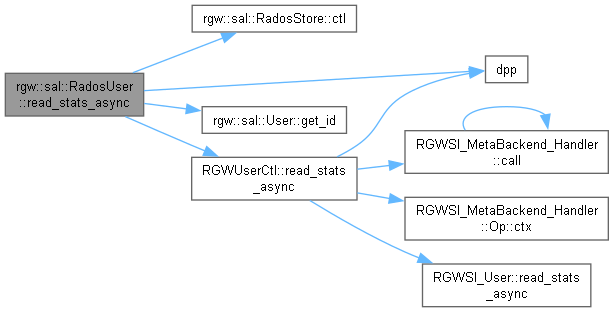 rgw::sal::RadosStore::ctl
rgw::sal::RadosUser
::read_stats_async
dpp
rgw::sal::User::get_id
RGWSI_MetaBackend_Handler
::call
RGWUserCtl::read_stats
_async
RGWSI_MetaBackend_Handler
::Op::ctx
RGWSI_User::read_stats
_async